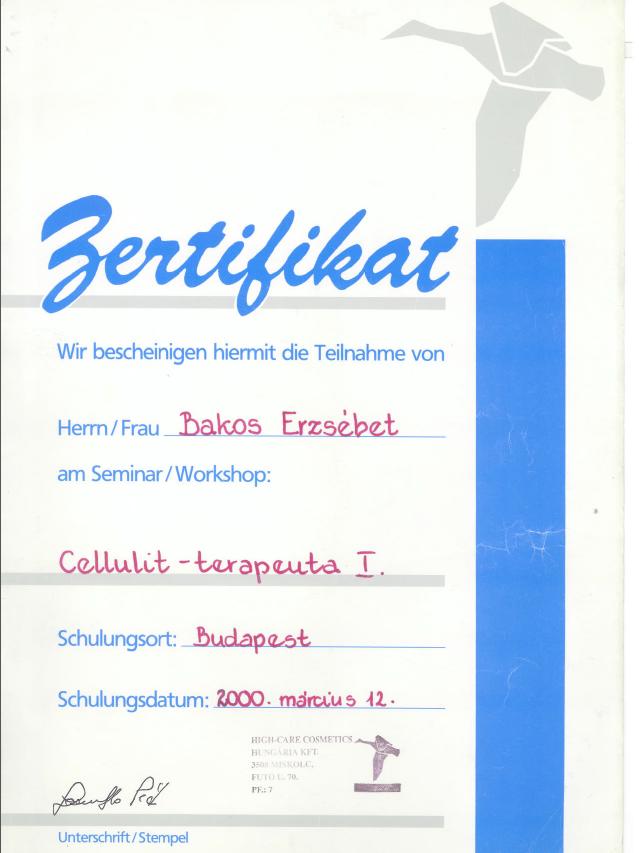 Zertifikat
Wir bescheinigen hiermit die Teilnahme von
Herrn/Frau Bakos Erzsébet
am Seminar/Workshop:
Cellulit-terapeuta I.
Schulungsort: Budapest
Schulungsdatum: 2000. március 12.
HIGH-CARE COSMETICS
HUNGÁRIA KFT.
3508 MISKOLC,
FUTÓ U. 70.
PF.: 7
Unterschrift/Stempel